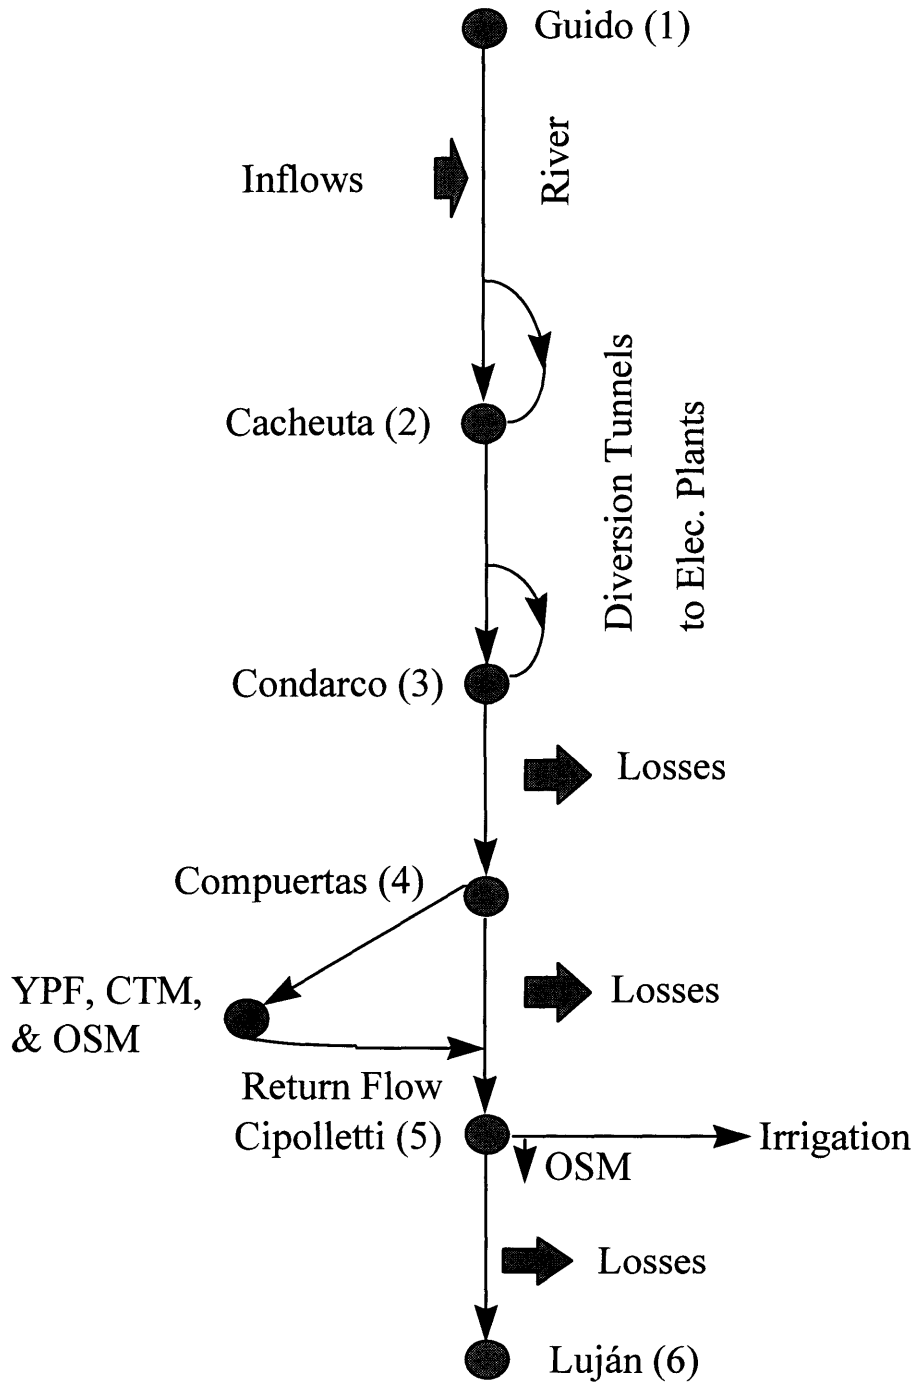 Guido (1)
Inflows
River
Cacheuta (2)
Diversion Tunnels
to Elec. Plants
Condarco (3)
Losses
Compuertas (4)
YPF, CTM,
& OSM
Losses
Return Flow
Cipolletti (5)
Irrigation
OSM
Losses
Luján (6)